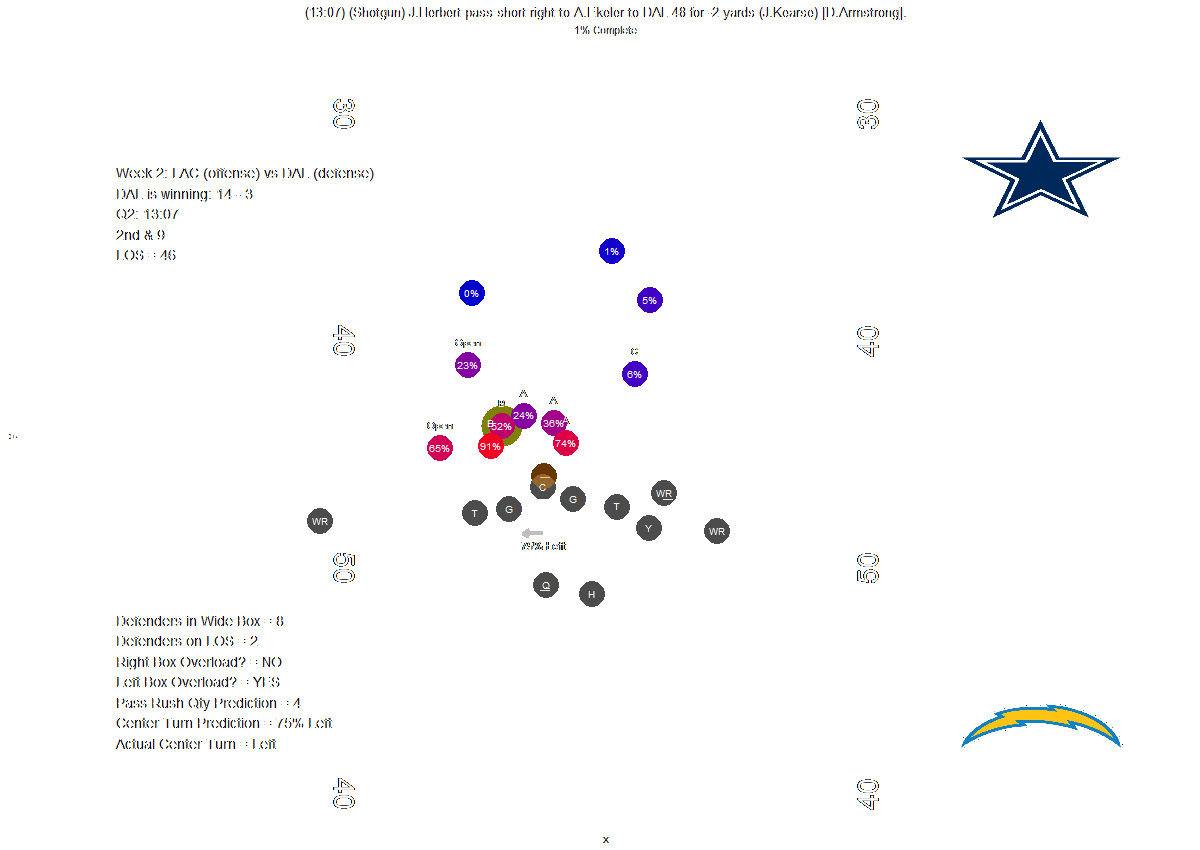 (13:07) (Shotgun) J.Herbert pass short right to A.Ekeler to DAL 48 for -2 yards (J.Kearse) [D.Armstrong].
1% Complete
30 30
Week 2: LAC (offense) vs DAL (defense)
DAL is winning: 14 - 3
Q2: 13:07
2nd & 9
LOS = 46
1%
0%
5%
40 40
23%
C
6%
A
B
A
24%
B
52%
36%
A
65%
91%
74%
C
WR
T
G
G
T
WR
Y
WR
75% Left
50 50
Q
H
Defenders in Wide Box = 8
Defenders on LOS = 2
Right Box Overload? = NO
Left Box Overload? = YES
Pass Rush Qty Prediction = 4
Center Turn Prediction = 75% Left
Actual Center Turn = Left
40 40
x